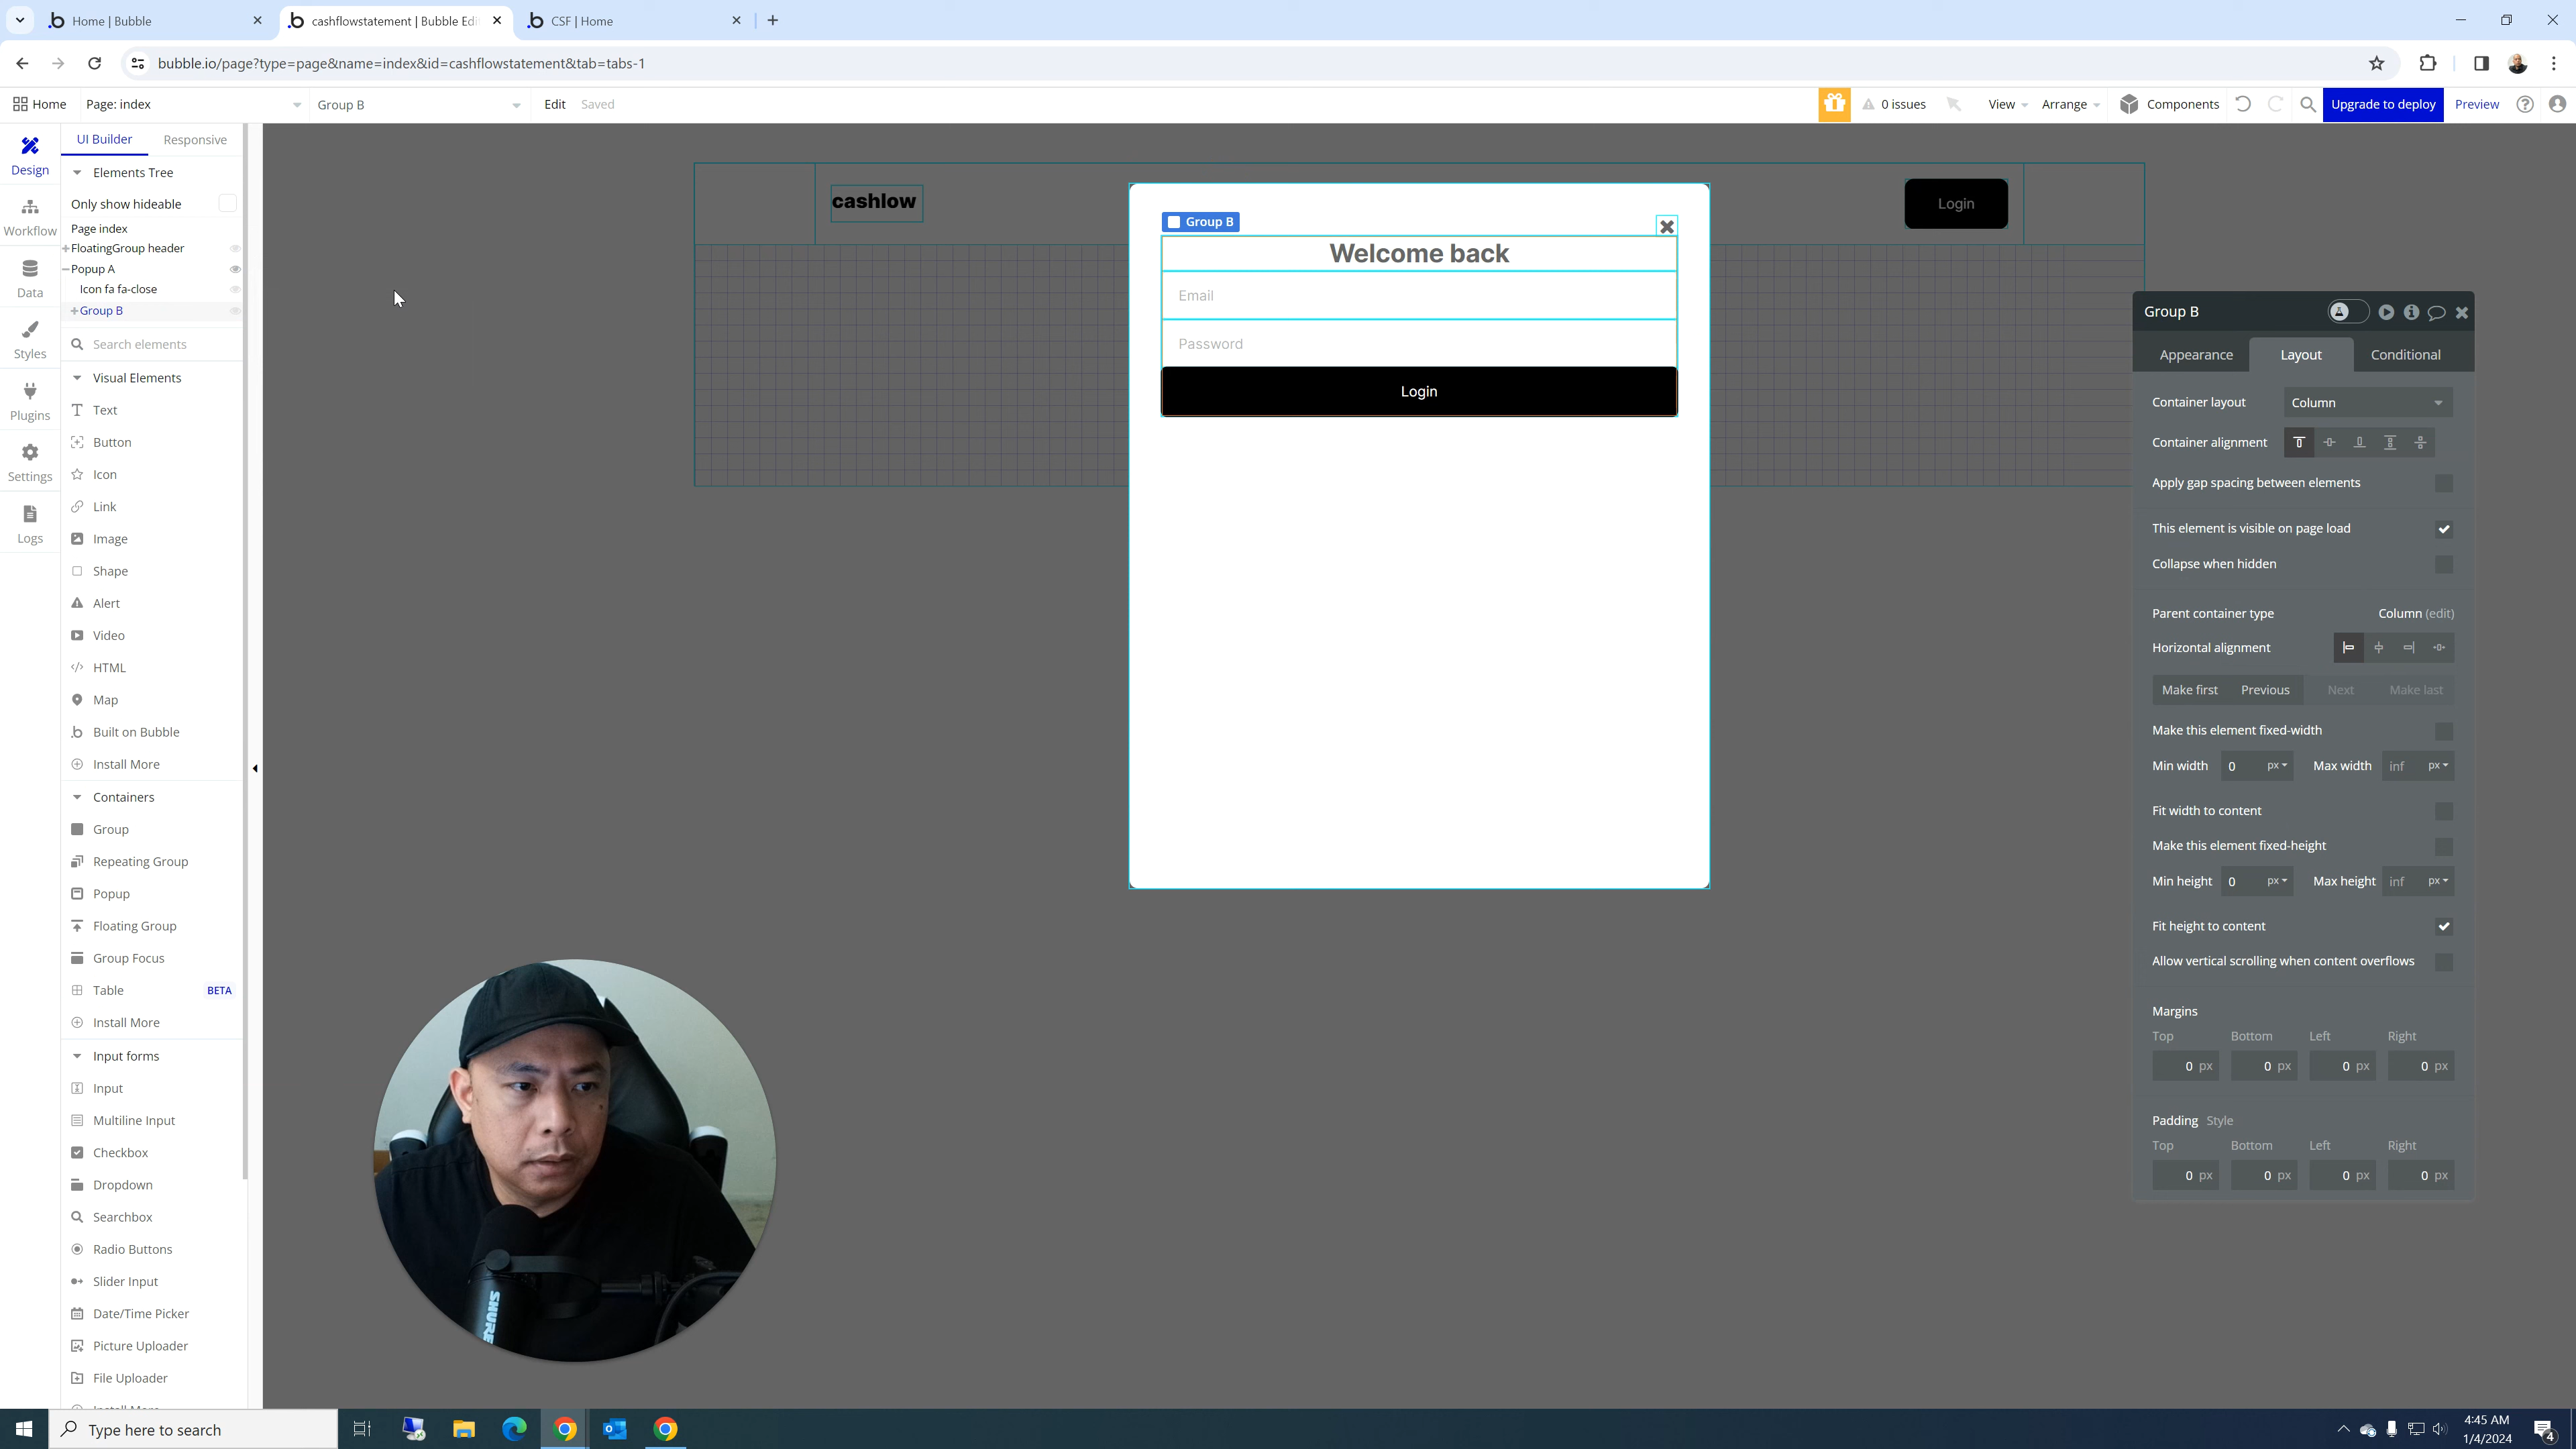 Home | Bubble
cashflowstatement | Bubble Edi
CSF | Home
bubble.io/page?type=page&name=index&id=cashflowstatement&tab=tabs-1
Home
Page: index
Group B
Edit
Saved
0 issues
View
Arrange
Components
Upgrade to deploy
Preview
Design
Workflow
Data
Styles
Plugins
Settings
Logs
UI Builder
Responsive
Elements Tree
Only show hideable
Page index
FloatingGroup header
Popup A
Icon fa fa-close
Group B
Search elements
Visual Elements
Text
Button
Icon
Link
Image
Shape
Alert
Video
HTML
Map
Built on Bubble
Install More
Containers
Group
Repeating Group
Popup
Floating Group
Group Focus
Table BETA
Install More
Input forms
Input
Multiline Input
Checkbox
Dropdown
Searchbox
Radio Buttons
Slider Input
Date/Time Picker
Picture Uploader
File Uploader
cashlow
Login
Group B
Welcome back
Email
Password
Login
SHURE
Group B
Appearance
Layout
Conditional
Container layout
Column
Container alignment
Apply gap spacing between elements
This element is visible on page load
Collapse when hidden
Parent container type
Column (edit)
Horizontal alignment
Make first
Previous
Next
Make last
Make this element fixed-width
Min width 0 px
Max width inf px
Fit width to content
Make this element fixed-height
Min height 0 px
Max height inf px
Fit height to content
Allow vertical scrolling when content overflows
Margins
Top Bottom Left Right
0 px 0 px 0 px 0 px
Padding Style
Top Bottom Left Right
0 px 0 px 0 px 0 px
Type here to search
4:45 AM
1/4/2024
4